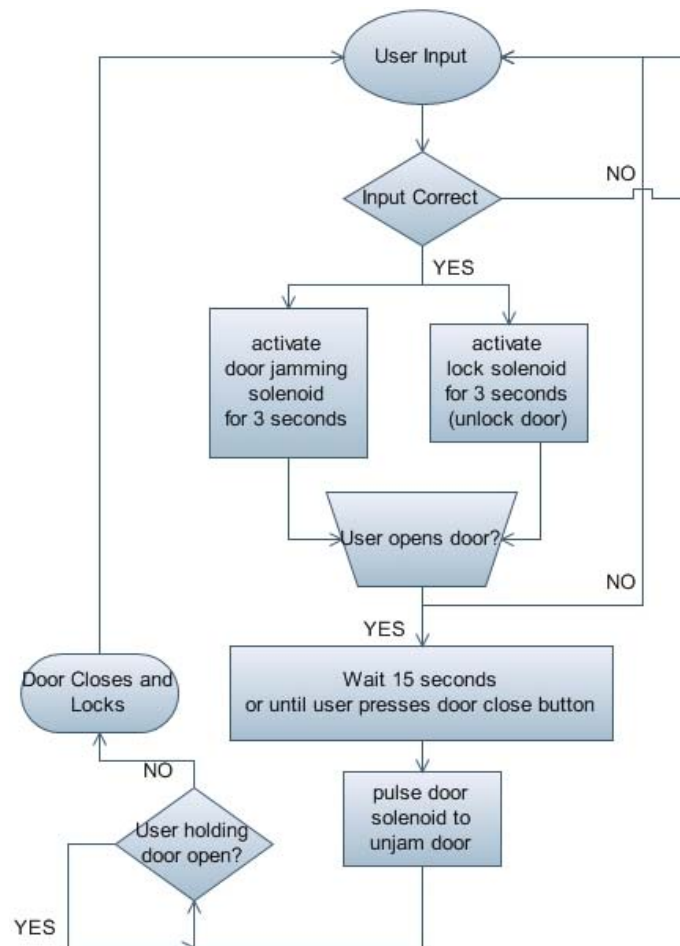 User Input
Input Correct
NO
YES
activate
door jamming
solenoid
for 3 seconds
activate
lock solenoid
for 3 seconds
(unlock door)
User opens door?
NO
YES
Wait 15 seconds
or until user presses door close button
Door Closes and
Locks
NO
pulse door
solenoid to
unjam door
User holding
door open?
YES